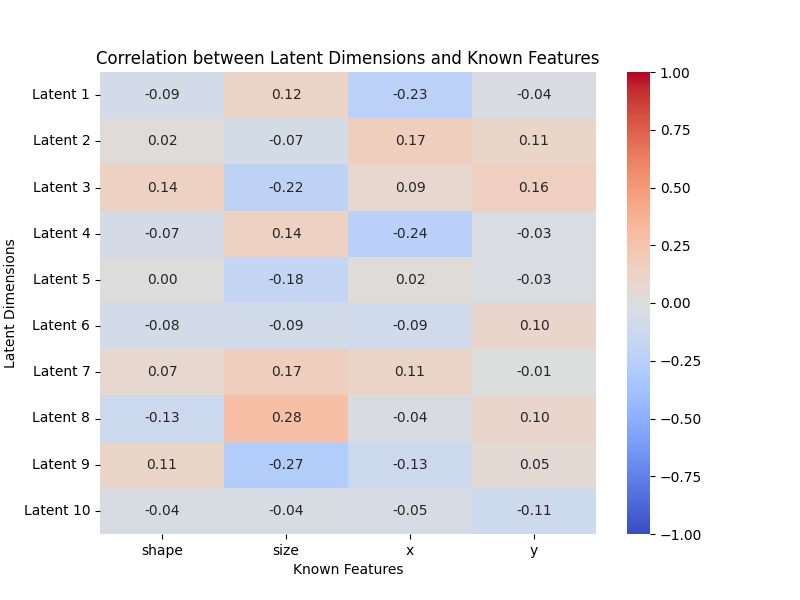 Correlation between Latent Dimensions and Known Features
Latent Dimensions
Latent 1 -0.09 0.12 -0.23 -0.04
Latent 2 0.02 -0.07 0.17 0.11
Latent 3 0.14 -0.22 0.09 0.16
Latent 4 -0.07 0.14 -0.24 -0.03
Latent 5 0.00 -0.18 0.02 -0.03
Latent 6 -0.08 -0.09 -0.09 0.10
Latent 7 0.07 0.17 0.11 -0.01
Latent 8 -0.13 0.28 -0.04 0.10
Latent 9 0.11 -0.27 -0.13 0.05
Latent 10 -0.04 -0.04 -0.05 -0.11
shape size x y
Known Features
1.00
0.75
0.50
0.25
0.00
−0.25
−0.50
−0.75
−1.00